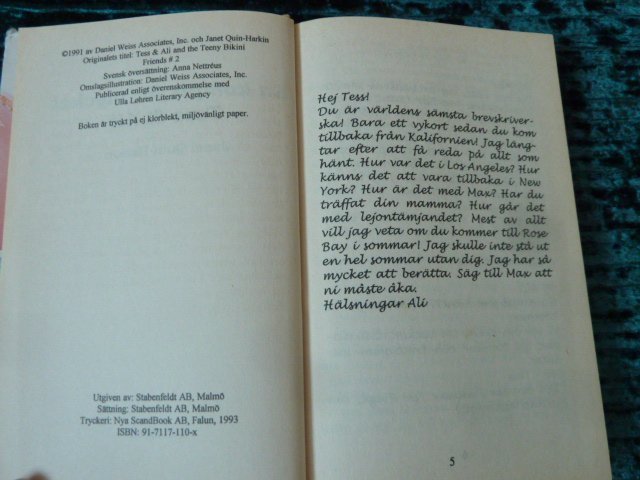 ©1991 av Daniel Weiss Associates, Inc. och Janet Quin-Harkin
Originalets titel: Tess & Ali and the Teeny Bikini
Friends # 2
Svensk översättning: Anna Nettréus
Omslagsillustration: Daniel Weiss Associates, Inc.
Publicerad enligt överenskommelse med
Ulla Løhren Literary Agency
Boken är tryckt på ej klorblekt, miljövänligt paper.
Utgiven av: Stabenfeldt AB, Malmö
Sättning: Stabenfeldt AB, Malmö
Tryckeri: Nya ScandBook AB, Falun, 1993
ISBN: 91-7117-110-x
Hej Tess!
Du är världens sämsta brevskriver-
ska! Bara ett vykort sedan du kom
tillbaka från Kalifornien! Jag läng-
tar efter att få reda på allt som
hänt. Hur var det i Los Angeles? Hur
känns det att vara tillbaka i New
York? Hur är det med Max? Har du
träffat din mamma? Hur går det
med lejontämjandet? Mest av allt
vill jag veta om du kommer till Rose
Bay i sommar! Jag skulle inte stå ut
en hel sommar utan dig. Jag har så
mycket att berätta. Säg till Max att
ni måste åka.
Hälsningar Ali
5